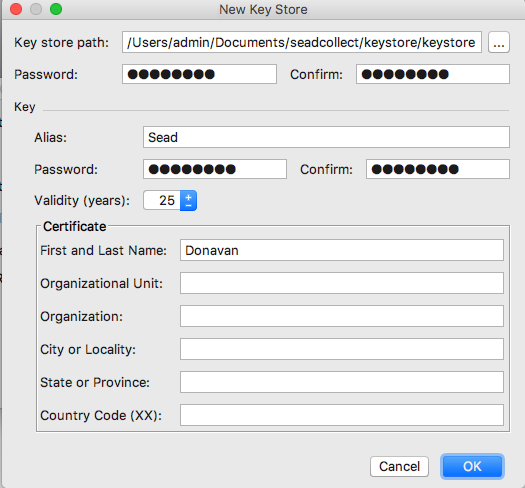 New Key Store
Key store path: /Users/admin/Documents/seadcollect/keystore/keystore ...
Password: ●●●●●●●● Confirm: ●●●●●●●●
Key
Alias: Sead
Password: ●●●●●●●● Confirm: ●●●●●●●●
Validity (years): 25
Certificate
First and Last Name: Donavan
Organizational Unit:
Organization:
City or Locality:
State or Province:
Country Code (XX):
Cancel OK